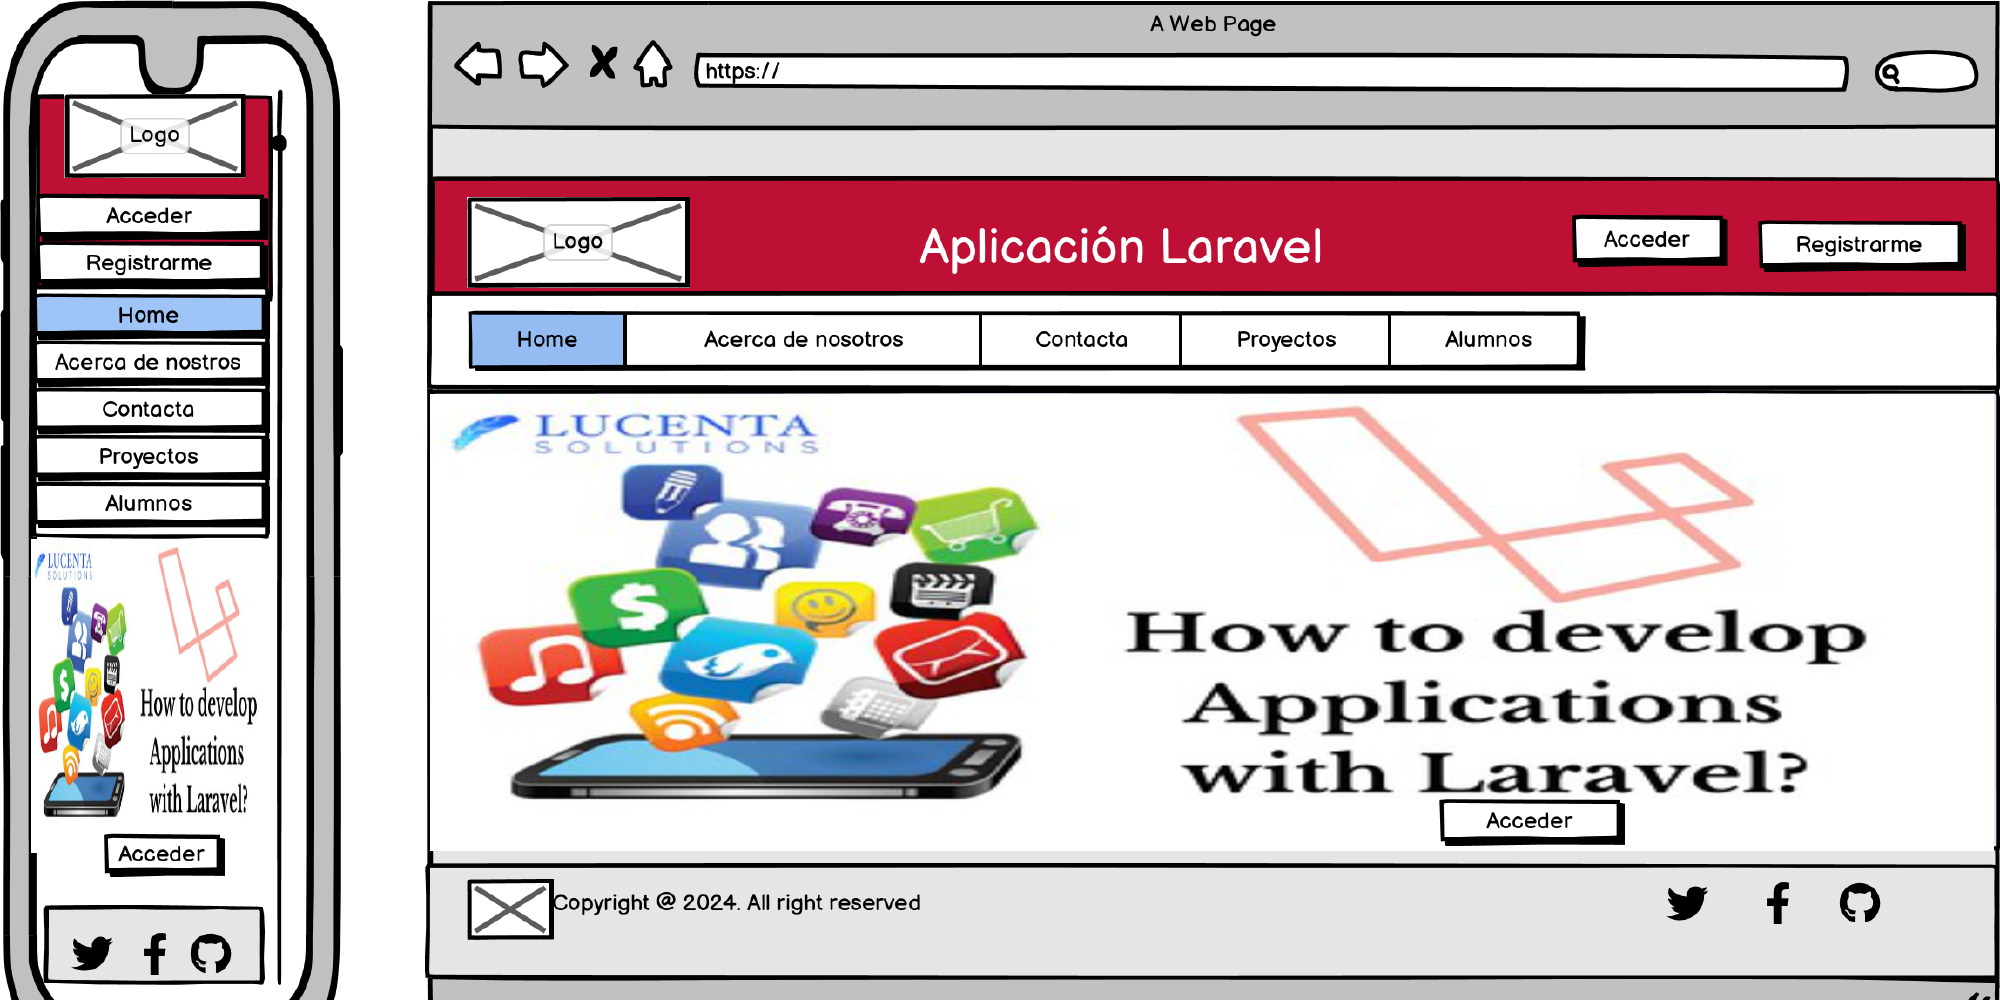 Logo
Acceder
Registrarme
Home
Acerca de nostros
Contacta
Proyectos
Alumnos
LUCENTA
SOLUTIONS
How to develop
Applications
with Laravel?
Acceder
A Web Page
https://
Logo
Aplicación Laravel
Acceder
Registrarme
Home
Acerca de nosotros
Contacta
Proyectos
Alumnos
LUCENTA
SOLUTIONS
How to develop
Applications
with Laravel?
Acceder
Copyright @ 2024. All right reserved